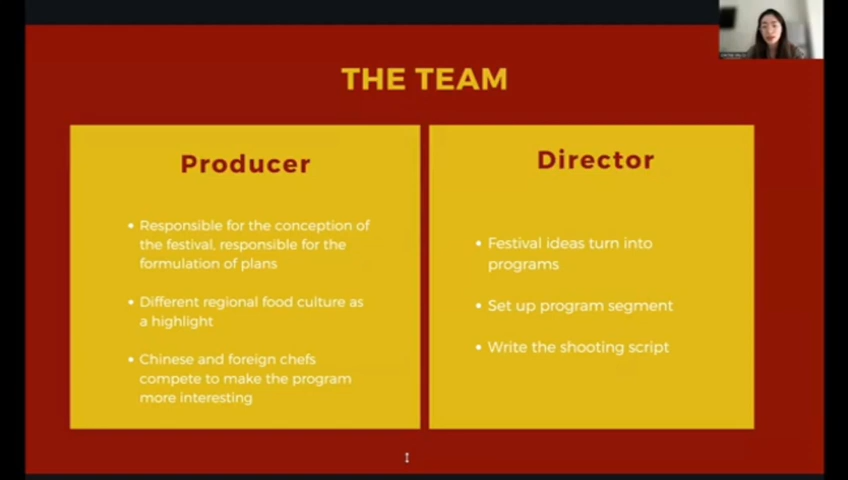 THE TEAM
Producer
• Responsible for the conception of
the festival, responsible for the
formulation of plans
• Different regional food culture as
a highlight
• Chinese and foreign chefs
compete to make the program
more interesting
Director
• Festival ideas turn into
programs
• Set up program segment
• Write the shooting script